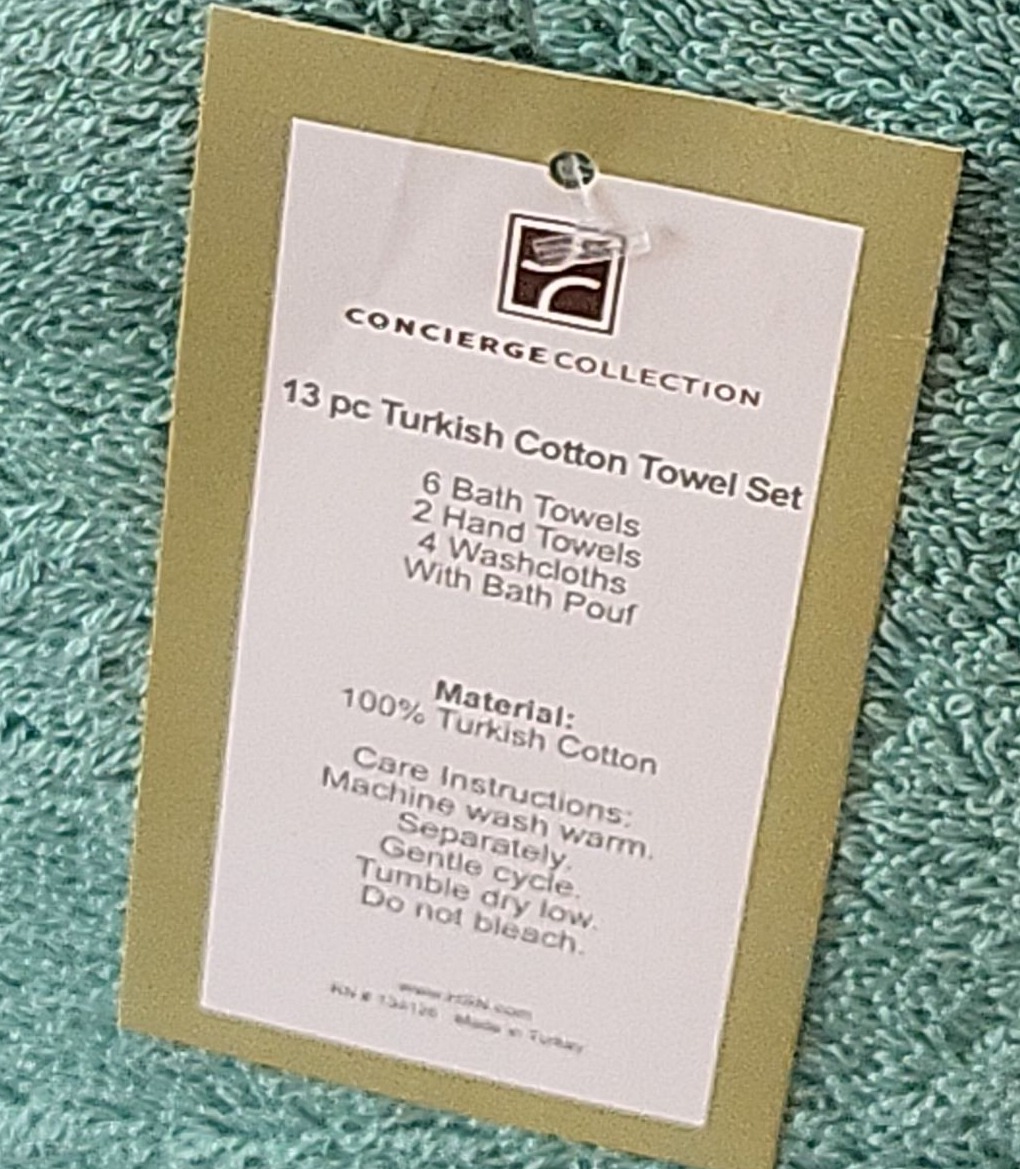 CONCIERGE COLLECTION
13 pc Turkish Cotton Towel Set
6 Bath Towels
2 Hand Towels
4 Washcloths
With Bath Pouf
Material:
100% Turkish Cotton
Care Instructions:
Machine wash warm.
Separately.
Gentle cycle.
Tumble dry low.
Do not bleach.
RN # Made in Turkey